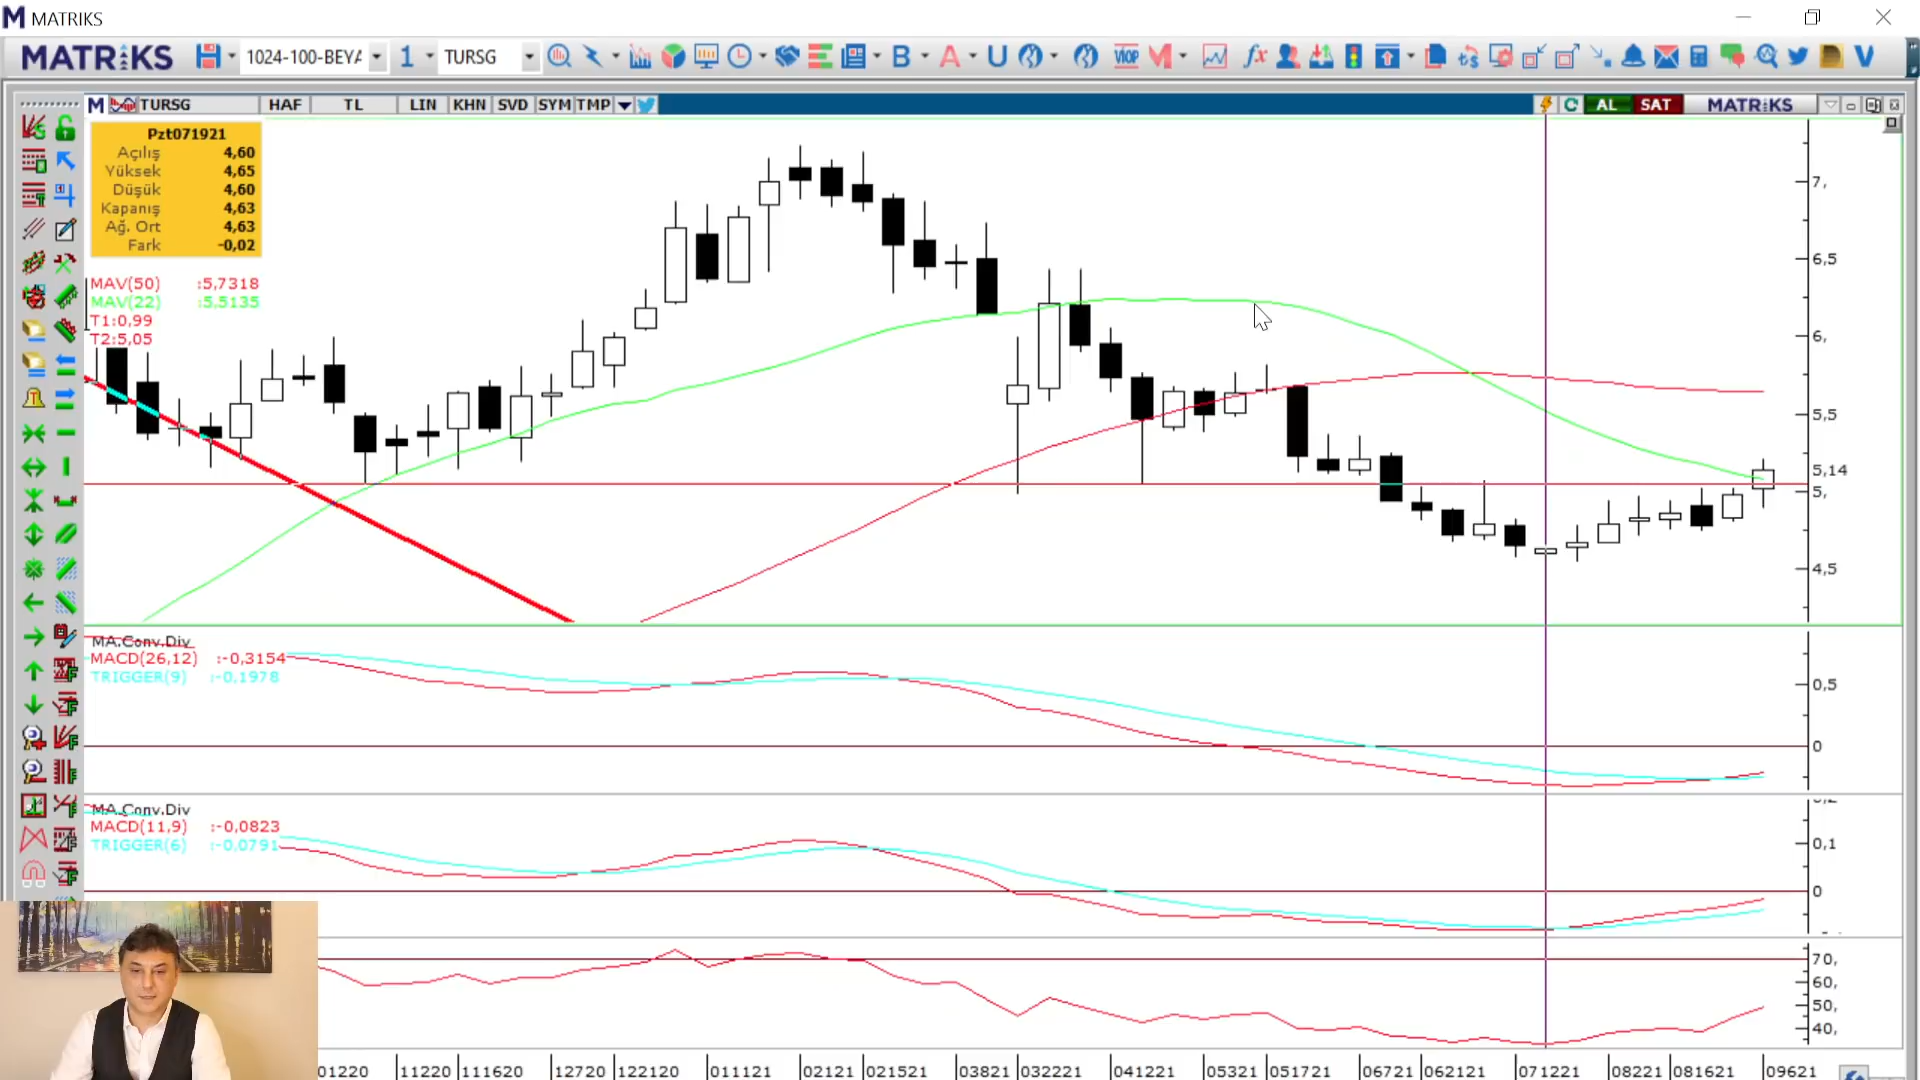 MATRIKS
MATRIKS 1024-100-BEYA 1 TURSG B A U VIOP fx
TURSG HAF TL LIN KHN SVD SYM TMP AL SAT MATRIKS
Pzt071921
Açılış 4,60
Yüksek 4,65
Düşük 4,60
Kapanış 4,63
Ağ. Ort 4,63
Fark -0,02
MAV(50) :5,7318
MAV(22) :5,5135
T1:0,99
T2:5,05
7,
6,5
6,
5,5
5,14
5,
4,5
MA.Conv.Div
MACD(26,12) :-0,3154
TRIGGER(9) :-0,1978
0,5
0
MA.Conv.Div
MACD(11,9) :-0,0823
TRIGGER(6) :-0,0791
0,1
0
70,
60,
50,
40,
01220 11220 111620 12720 122120 011121 02121 021521 03821 032221 041221 05321 051721 06721 062121 071221 08221 081621 09621